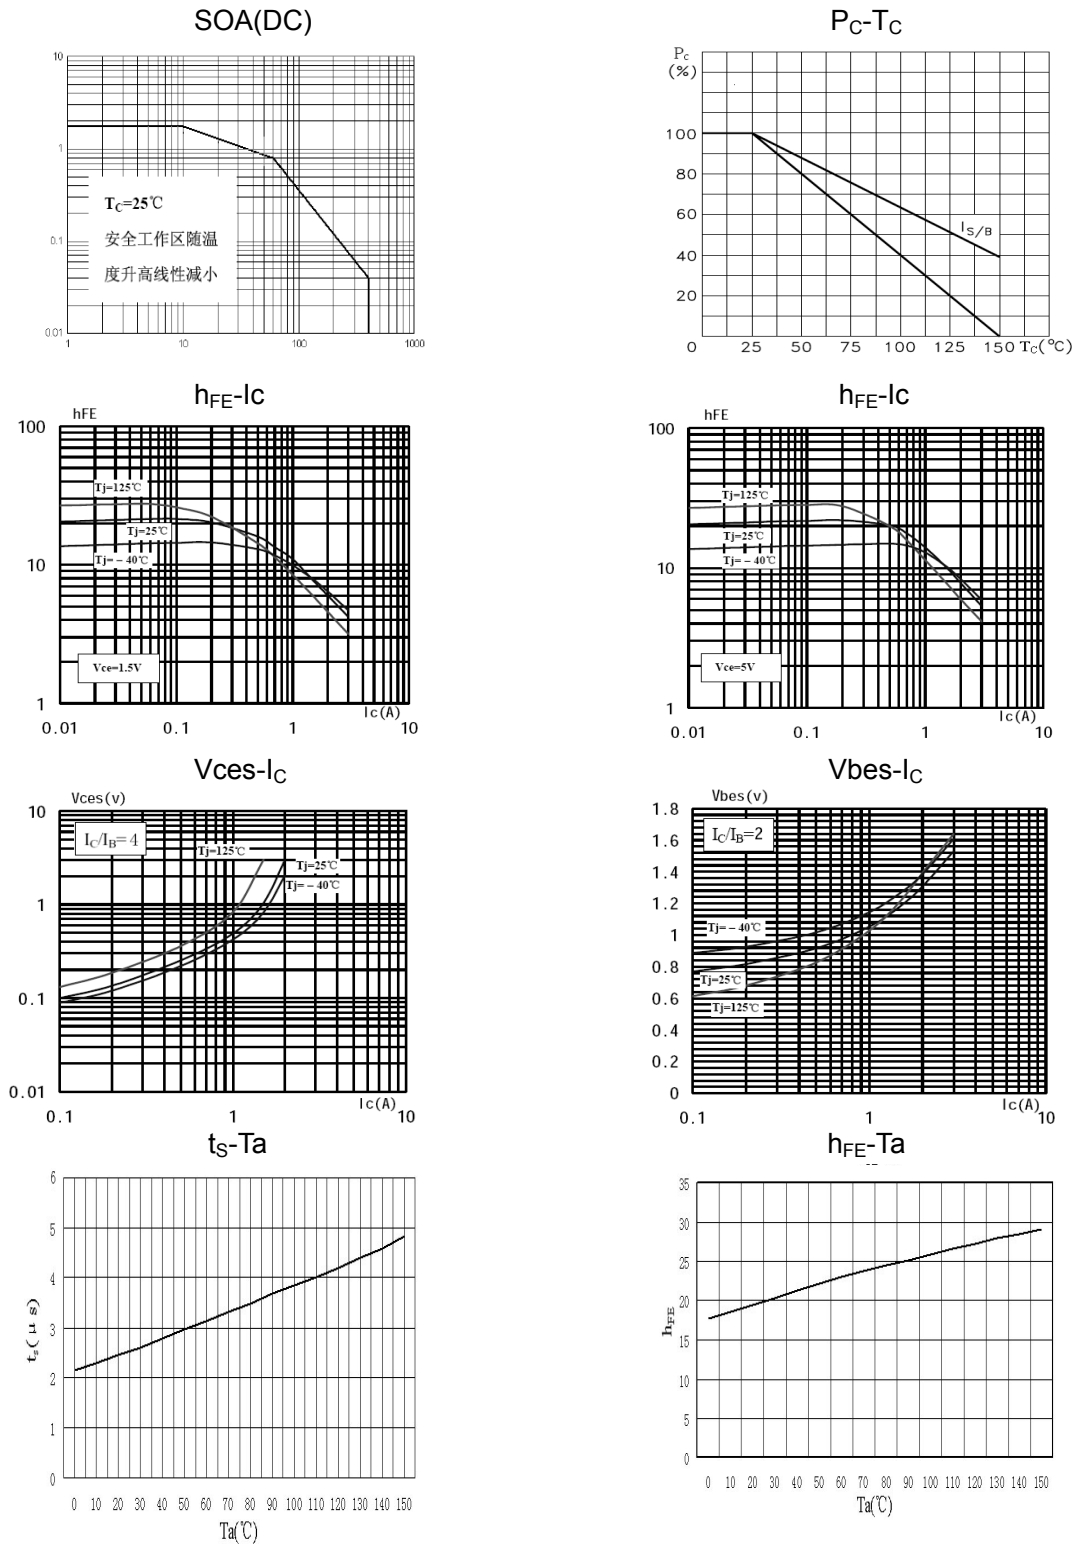 SOA(DC)
P_C-T_C
10
1
0.1
0.01
1
10
100
1000
T_C=25℃
安全工作区随温
度升高线性减小
P_C
(%)
100
80
60
40
20
0
25
50
75
100
125
150
T_C(℃)
I_S/B
h_FE-Ic
h_FE-Ic
hFE
100
10
1
Tj=125℃
Tj=25℃
Tj=-40℃
Vce=1.5V
Ic(A)
0.01
0.1
1
10
hFE
100
10
1
Tj=125℃
Tj=25℃
Tj=-40℃
Vce=5V
Ic(A)
0.01
0.1
1
10
Vces-I_C
Vbes-I_C
Vces(v)
10
1
0.1
0.01
I_C/I_B=4
Tj=125℃
Tj=25℃
Tj=-40℃
Ic(A)
0.1
1
10
Vbes(v)
1.8
1.6
1.4
1.2
1
0.8
0.6
0.4
0.2
0
I_C/I_B=2
Tj=-40℃
Tj=25℃
Tj=125℃
Ic(A)
0.1
1
10
t_S-Ta
h_FE-Ta
6
5
4
3
2
1
0
t_s(μs)
0 10 20 30 40 50 60 70 80 90 100 110 120 130 140 150
Ta(℃)
35
30
25
20
15
10
5
0
h_FE
0 10 20 30 40 50 60 70 80 90 100 110 120 130 140 150
Ta(℃)